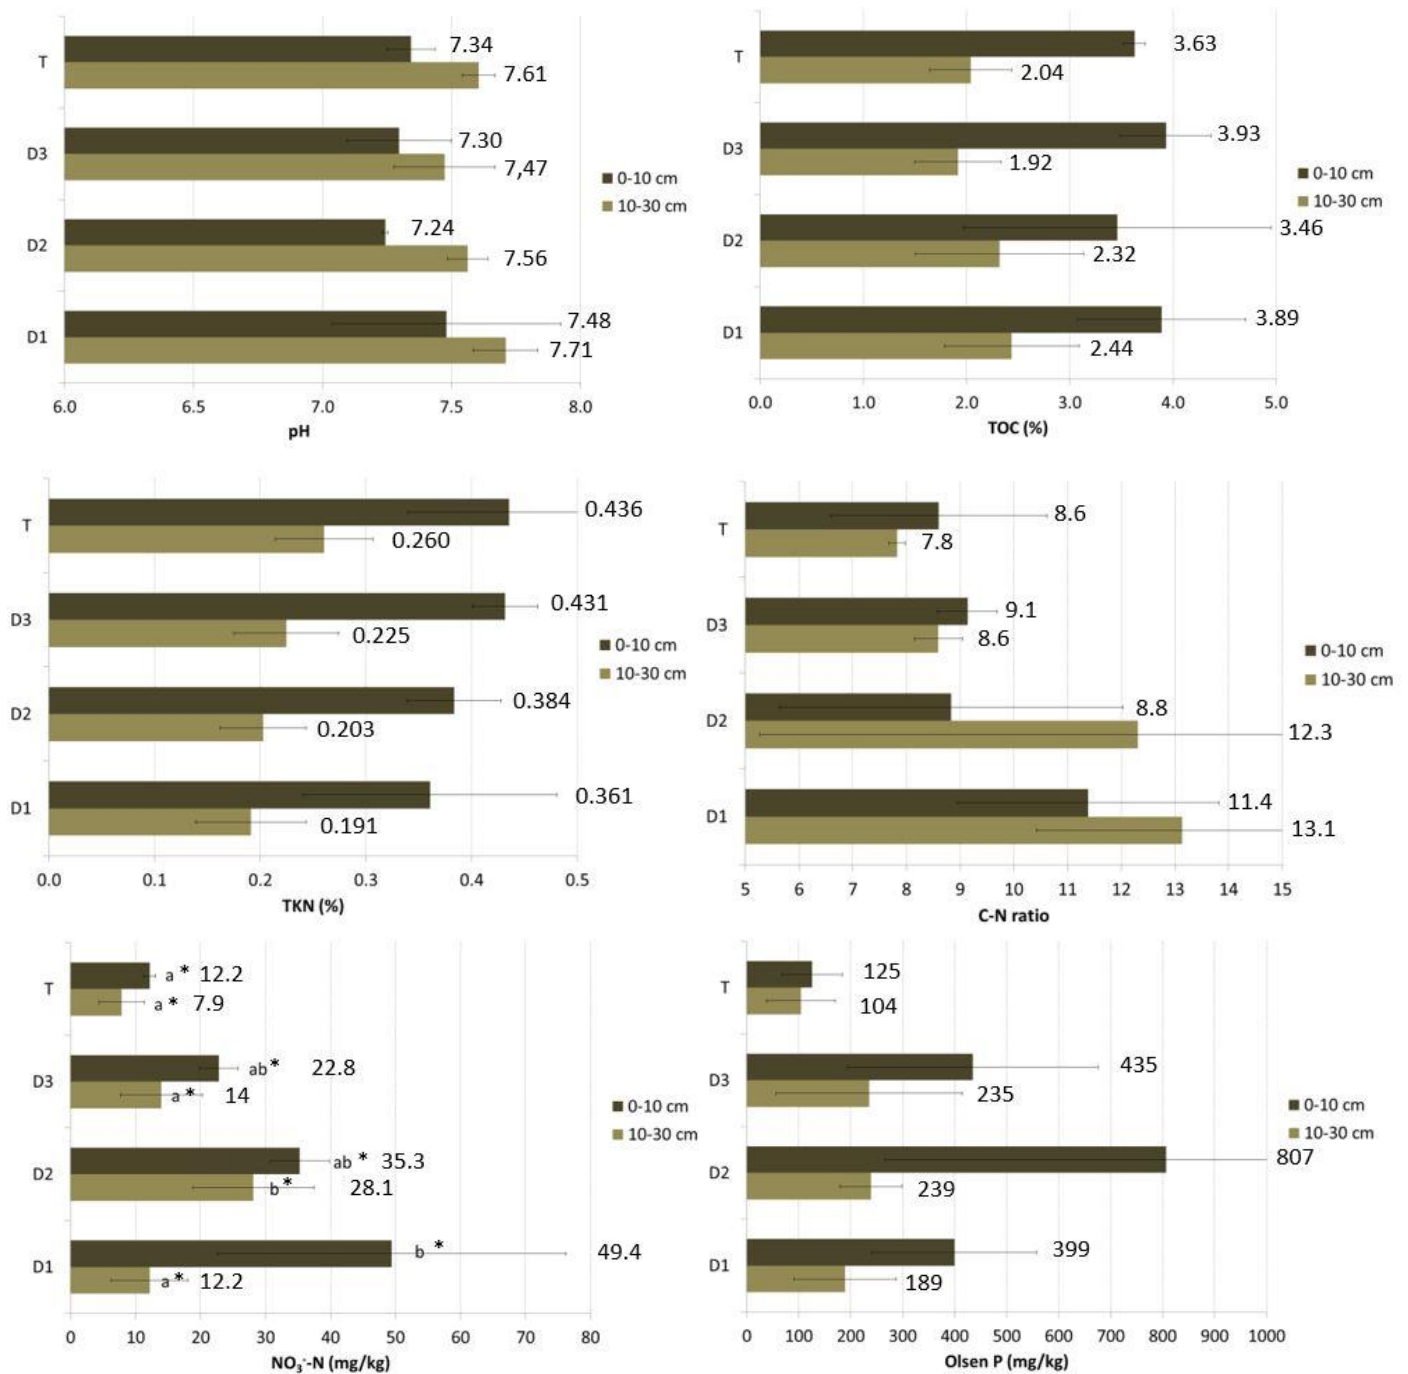 T
7.34
7.61
D3
7.30
7,47
D2
7.24
7.56
D1
7.48
7.71
0-10 cm
10-30 cm
6.0 6.5 7.0 7.5 8.0
pH
T
3.63
2.04
D3
3.93
1.92
D2
3.46
2.32
D1
3.89
2.44
0-10 cm
10-30 cm
0.0 1.0 2.0 3.0 4.0 5.0
TOC (%)
T
0.436
0.260
D3
0.431
0.225
D2
0.384
0.203
D1
0.361
0.191
0-10 cm
10-30 cm
0.0 0.1 0.2 0.3 0.4 0.5
TKN (%)
T
8.6
7.8
D3
9.1
8.6
D2
8.8
12.3
D1
11.4
13.1
0-10 cm
10-30 cm
5 6 7 8 9 10 11 12 13 14 15
C-N ratio
T
a * 12.2
a * 7.9
D3
ab * 22.8
a * 14
D2
ab * 35.3
b * 28.1
D1
b * 49.4
a * 12.2
0-10 cm
10-30 cm
0 10 20 30 40 50 60 70 80
NO₃⁻-N (mg/kg)
T
125
104
D3
435
235
D2
807
239
D1
399
189
0-10 cm
10-30 cm
0 100 200 300 400 500 600 700 800 900 1000
Olsen P (mg/kg)